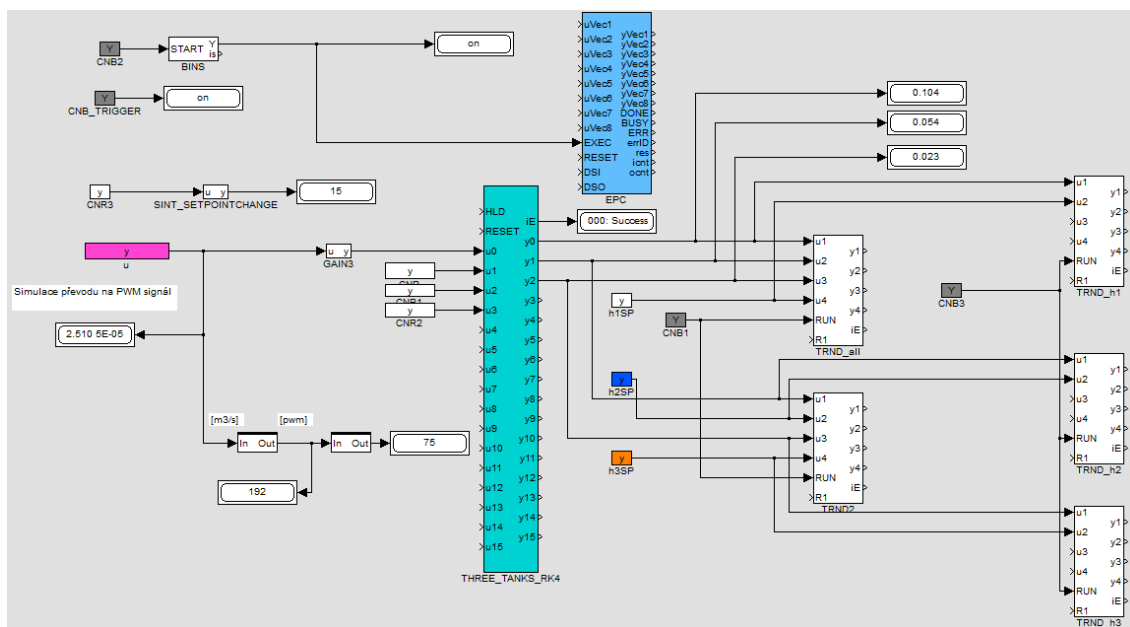 Y
CNB2
START Y
is
BINS
on
Y
CNB_TRIGGER
on
uVec1
uVec2
uVec3
uVec4
uVec5
uVec6
uVec7
uVec8
EXEC
RESET
DSI
DSO
yVec1
yVec2
yVec3
yVec4
yVec5
yVec6
yVec7
yVec8
DONE
BUSY
ERR
errID
res
icnt
ocnt
EPC
0.104
0.054
0.023
y
CNR3
u y
SINT_SETPOINTCHANGE
15
y
u
u y
GAIN3
Simulace převodu na PWM signál
2.510 5E-05
[m3/s]
[pwm]
In Out
In Out
75
192
y
CNR
y
CNR1
y
CNR2
HLD
RESET
u0
u1
u2
u3
u4
u5
u6
u7
u8
u9
u10
u11
u12
u13
u14
u15
iE
y0
y1
y2
y3
y4
y5
y6
y7
y8
y9
y10
y11
y12
y13
y14
y15
THREE_TANKS_RK4
000: Success
y
h1SP
Y
CNB1
y
h2SP
y
h3SP
u1
u2
u3
u4
RUN
R1
y1
y2
y3
y4
y5
iE
TRND_all
u1
u2
u3
u4
RUN
R1
y1
y2
y3
y4
iE
TRND2
Y
CNB3
u1
u2
u3
u4
RUN
R1
y1
y2
y3
y4
iE
TRND_h1
u1
u2
u3
u4
RUN
R1
y1
y2
y3
y4
iE
TRND_h2
u1
u2
u3
u4
RUN
R1
y1
y2
y3
y4
iE
TRND_h3